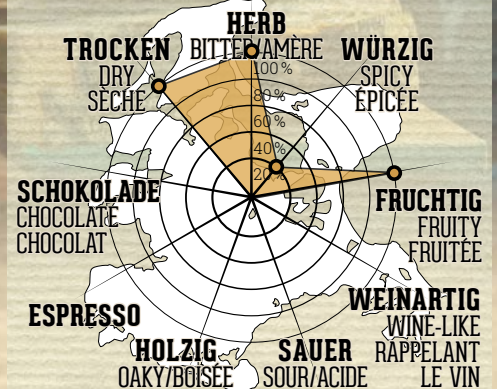 HERB
BITTER/AMÈRE
TROCKEN
DRY
SÈCHE
WÜRZIG
SPICY
ÉPICÉE
100%
80%
60%
40%
20%
SCHOKOLADE
CHOCOLATE
CHOCOLAT
FRUCHTIG
FRUITY
FRUITÉE
ESPRESSO
WEINARTIG
WINE-LIKE
RAPPELANT
LE VIN
HOLZIG
OAKY/BOISÉE
SAUER
SOUR/ACIDE